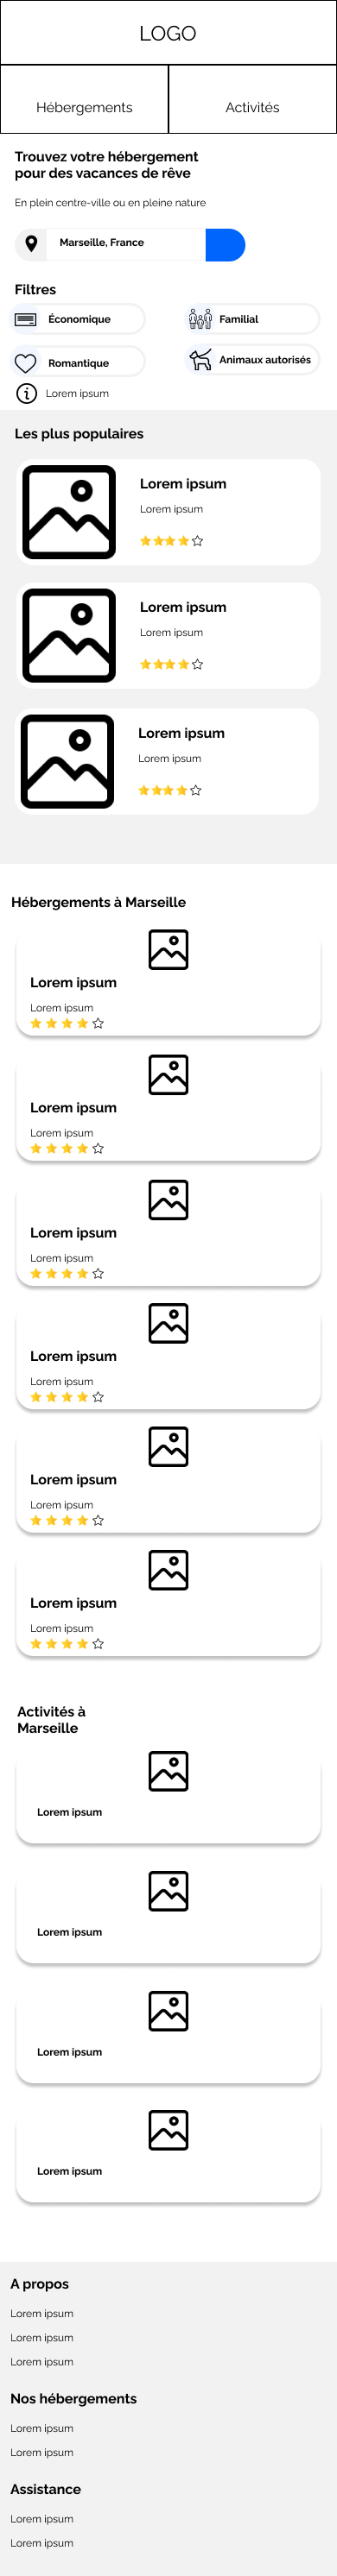 LOGO
Hébergements
Activités
Trouvez votre hébergement
pour des vacances de rêve
En plein centre-ville ou en pleine nature
Marseille, France
Filtres
Économique
Familial
Romantique
Animaux autorisés
Lorem ipsum
Les plus populaires
Lorem ipsum
Lorem ipsum
Lorem ipsum
Lorem ipsum
Lorem ipsum
Lorem ipsum
Hébergements à Marseille
Lorem ipsum
Lorem ipsum
Lorem ipsum
Lorem ipsum
Lorem ipsum
Lorem ipsum
Lorem ipsum
Lorem ipsum
Lorem ipsum
Lorem ipsum
Lorem ipsum
Lorem ipsum
Activités à
Marseille
Lorem ipsum
Lorem ipsum
Lorem ipsum
Lorem ipsum
A propos
Lorem ipsum
Lorem ipsum
Lorem ipsum
Nos hébergements
Lorem ipsum
Lorem ipsum
Assistance
Lorem ipsum
Lorem ipsum